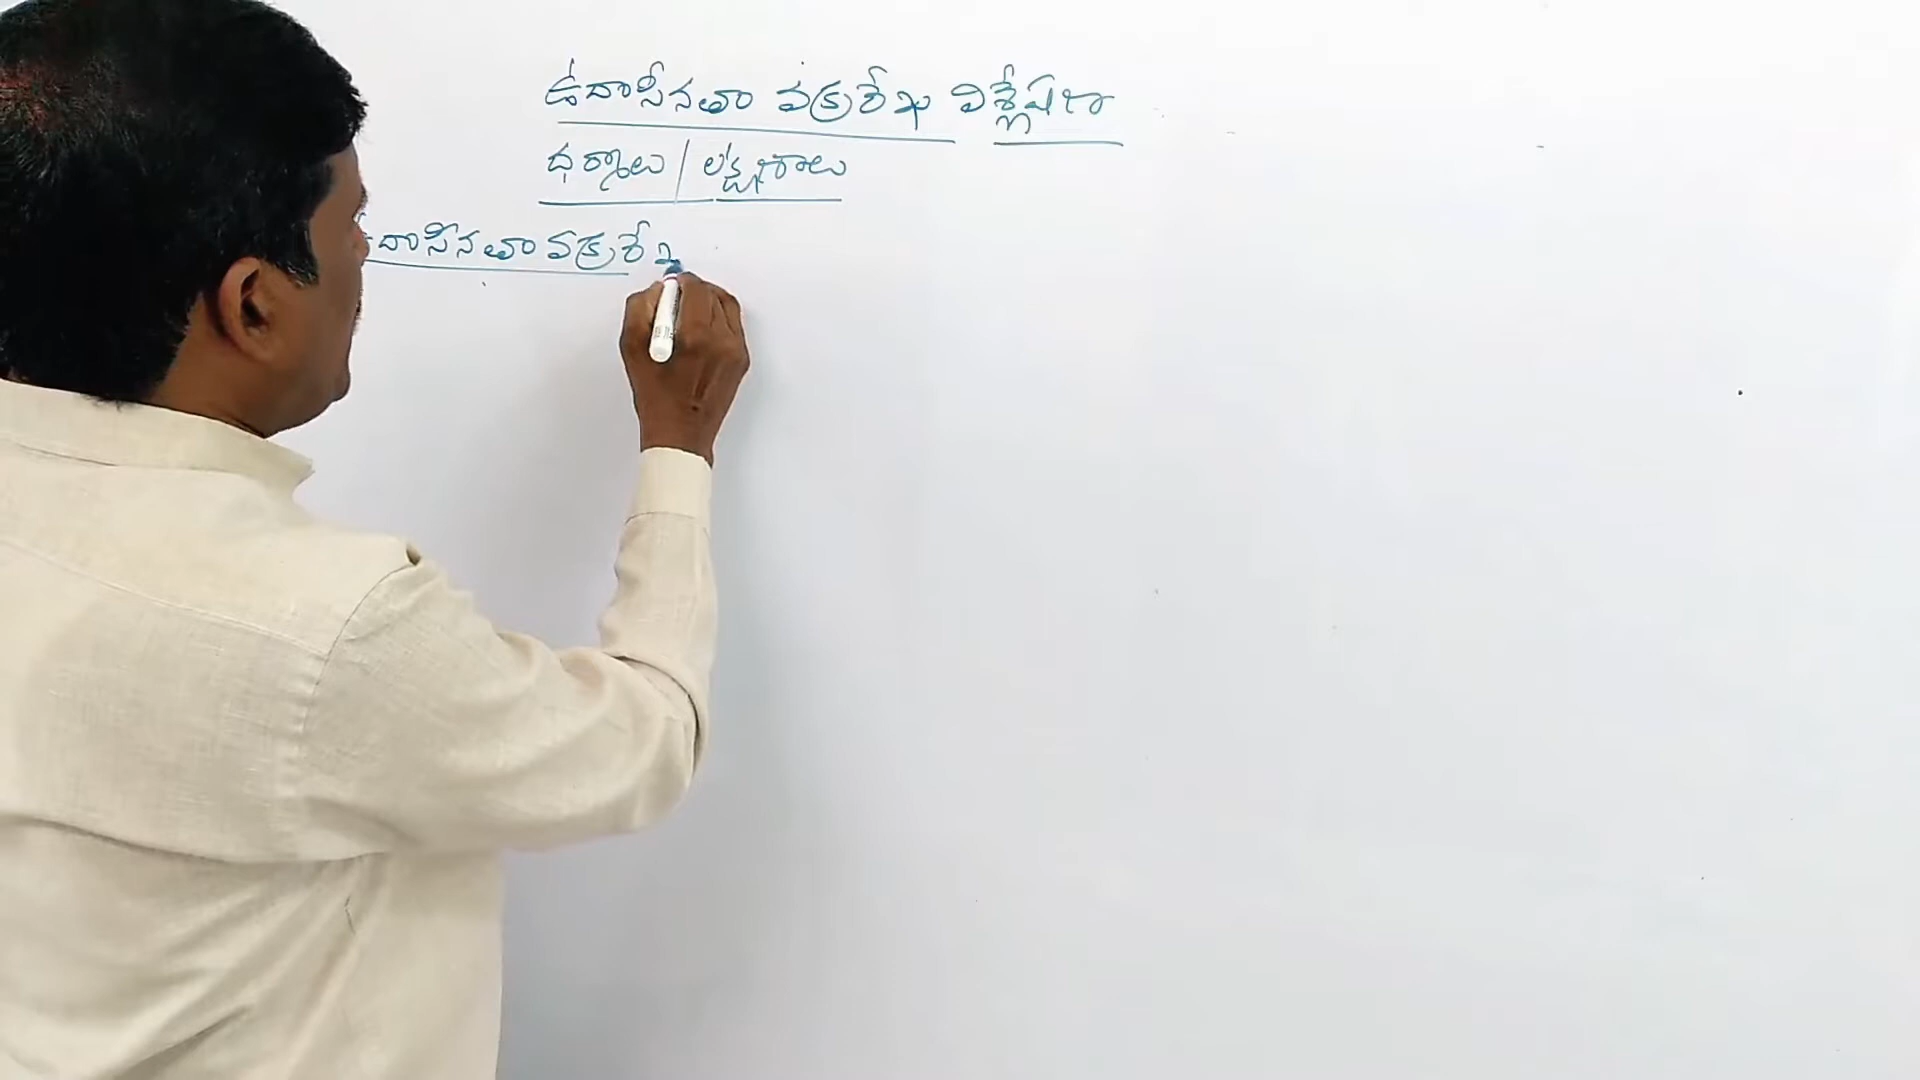 ఉదాసీనతా వక్రరేఖ విశ్లేషణ
ధర్మాలు | లక్షణాలు
ఉదాసీనతా వక్రరేఖ